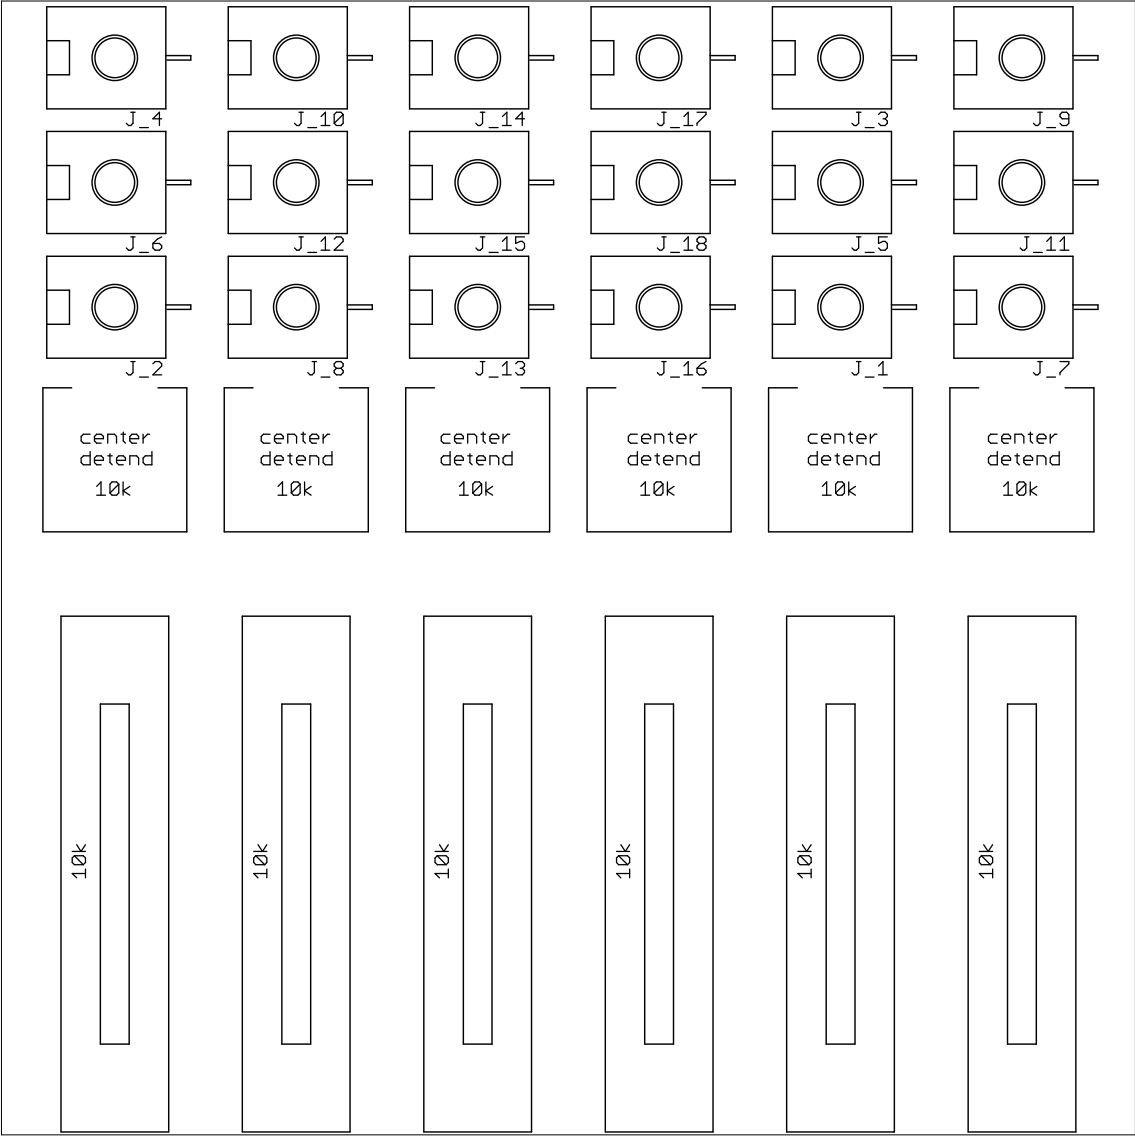 J_4 J_10 J_14 J_17 J_3 J_9
J_6 J_12 J_15 J_18 J_5 J_11
J_2 J_8 J_13 J_16 J_1 J_7
center center center center center center
detend detend detend detend detend detend
10k 10k 10k 10k 10k 10k
10k 10k 10k 10k 10k 10k